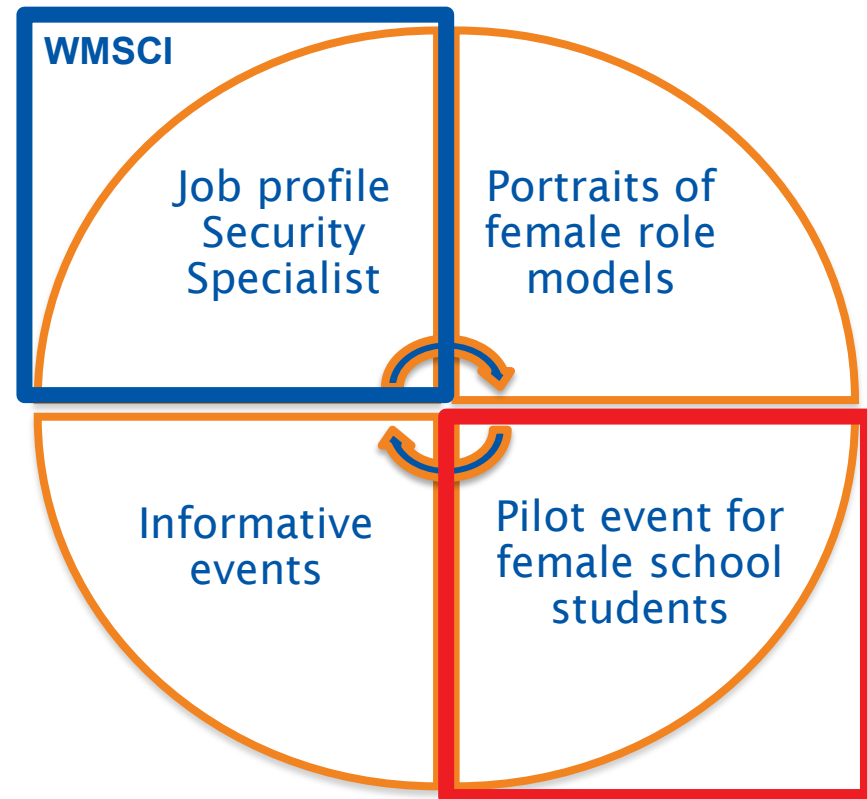 WMSCI
Job profile
Security
Specialist
Portraits of
female role
models
Informative
events
Pilot event for
female school
students